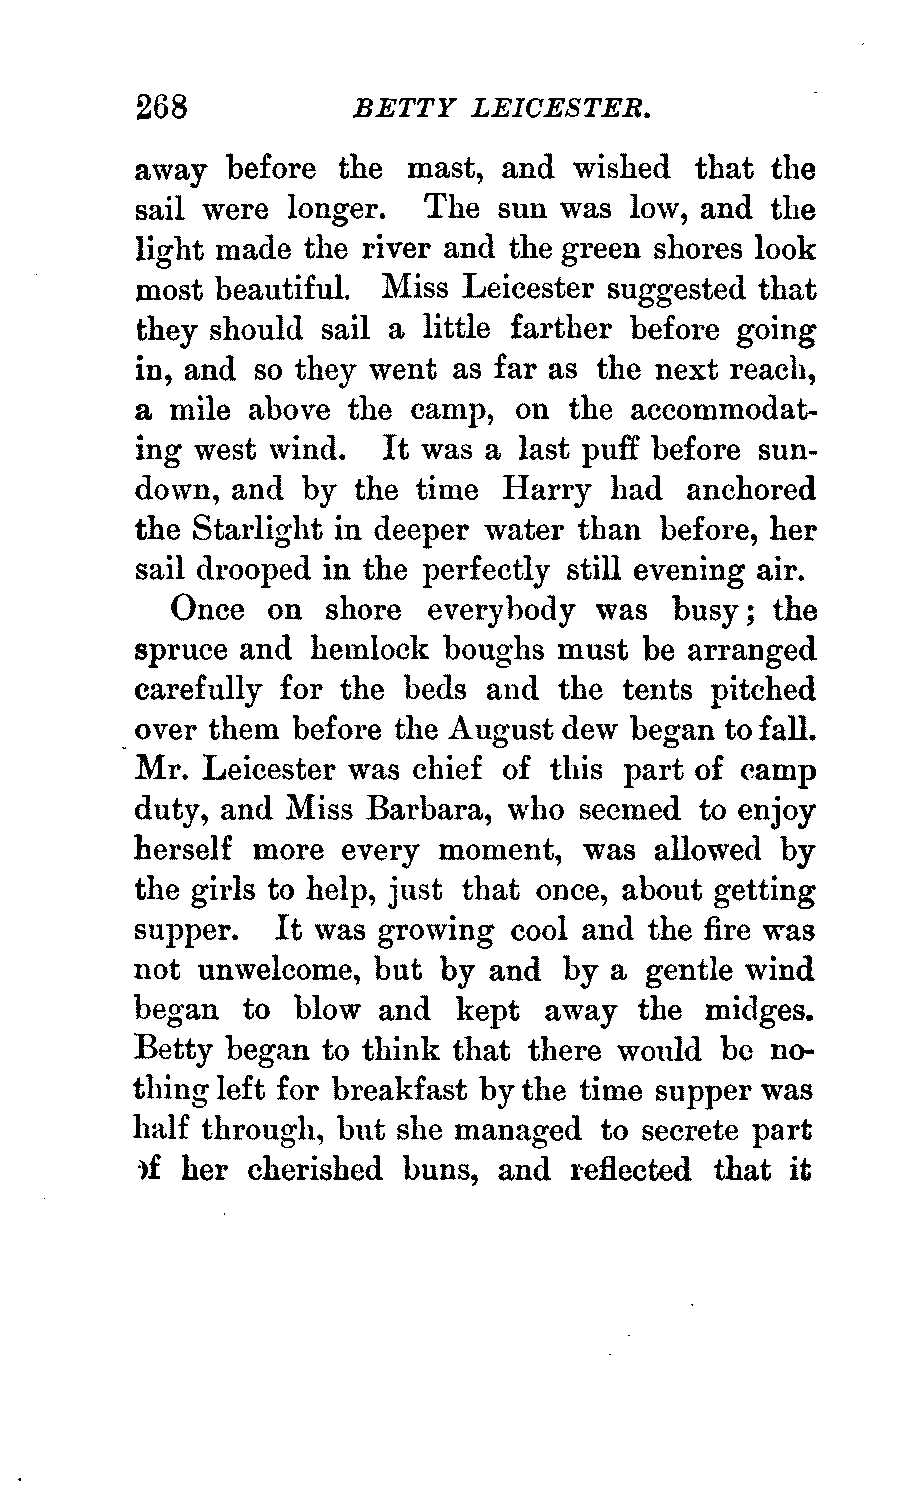 268 BETTY LEICESTER.
away before the mast, and wished that the
sail were longer. The sun was low, and the
light made the river and the green shores look
most beautiful. Miss Leicester suggested that
they should sail a little farther before going
in, and so they went as far as the next reach,
a mile above the camp, on the accommodat-
ing west wind. It was a last puff before sun-
down, and by the time Harry had anchored
the Starlight in deeper water than before, her
sail drooped in the perfectly still evening air.
Once on shore everybody was busy; the
spruce and hemlock boughs must be arranged
carefully for the beds and the tents pitched
over them before the August dew began to fall.
Mr. Leicester was chief of this part of camp
duty, and Miss Barbara, who seemed to enjoy
herself more every moment, was allowed by
the girls to help, just that once, about getting
supper. It was growing cool and the fire was
not unwelcome, but by and by a gentle wind
began to blow and kept away the midges.
Betty began to think that there would be no-
thing left for breakfast by the time supper was
half through, but she managed to secrete part
of her cherished buns, and reflected that it